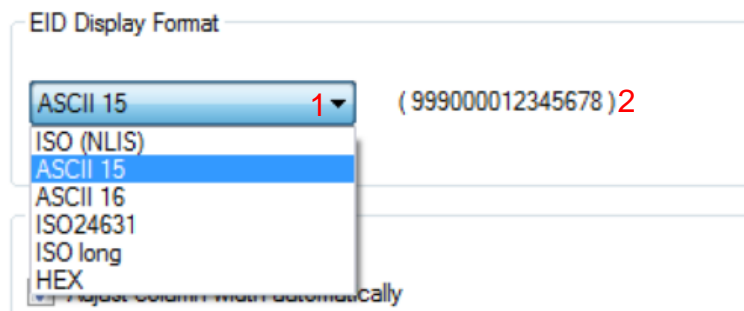 EID Display Format
ASCII 15 1 ( 999000012345678 ) 2
ISO (NLIS)
ASCII 15
ASCII 16
ISO24631
ISO long
HEX
Adjust column width automatically